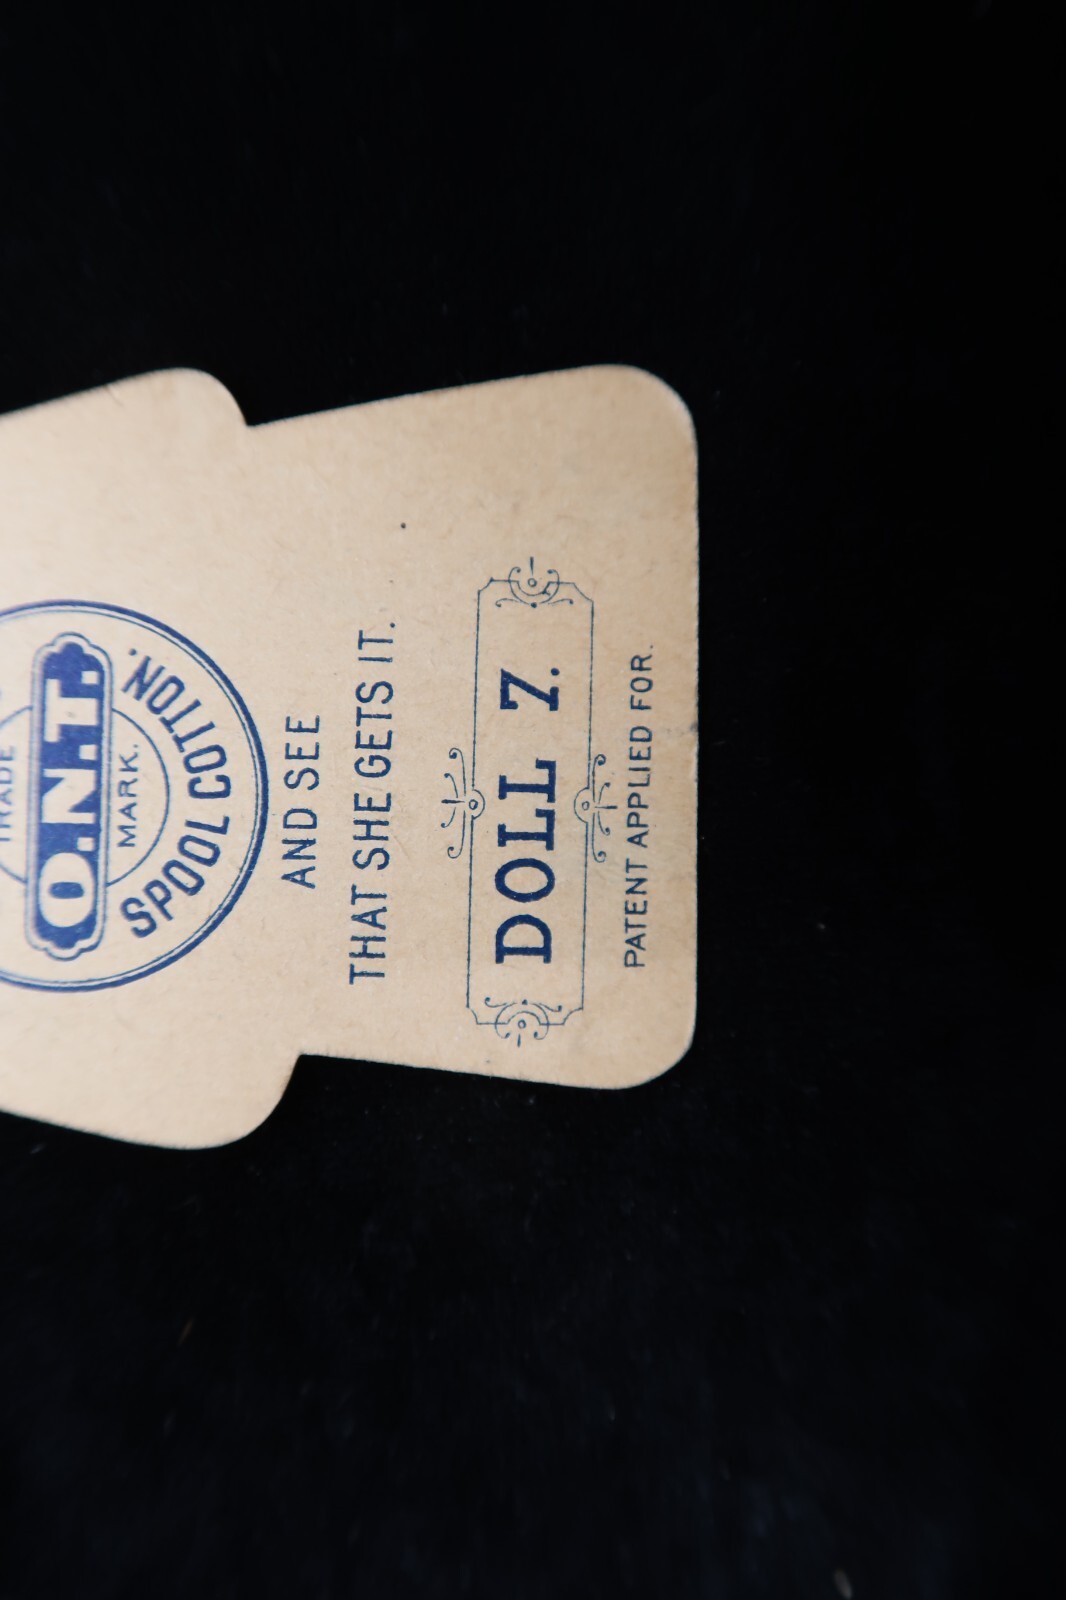 TRADE
O.N.T.
MARK.
SPOOL COTTON.
AND SEE
THAT SHE GETS IT.
DOLL 7.
PATENT APPLIED FOR.